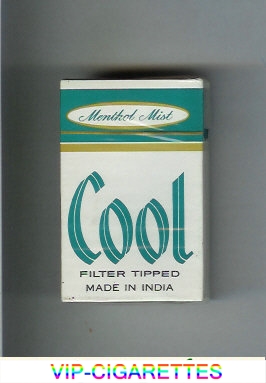 Menthol Mist
Cool
FILTER TIPPED
MADE IN INDIA
VIP-CIGARETTES